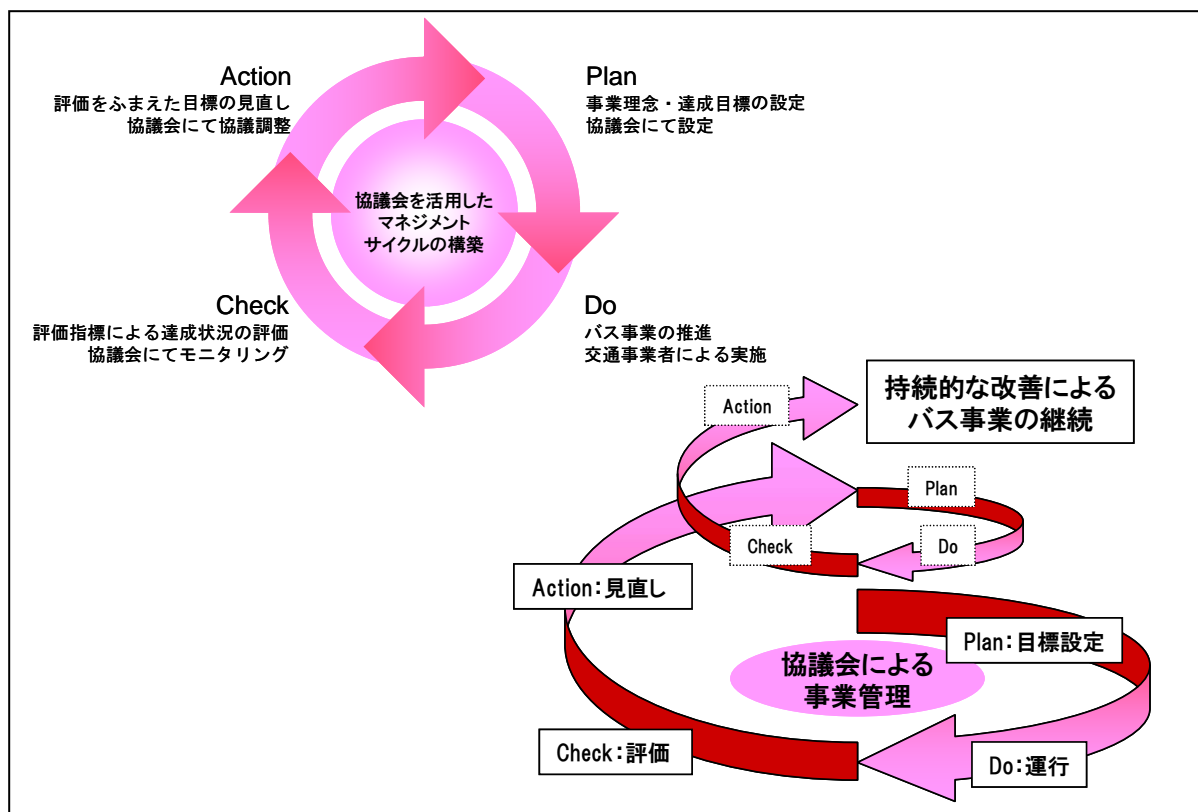 Action
評価をふまえた目標の見直し
協議会にて協議調整
Plan
事業理念・達成目標の設定
協議会にて設定
協議会を活用した
マネジメント
サイクルの構築
Check
評価指標による達成状況の評価
協議会にてモニタリング
Do
バス事業の推進
交通事業者による実施
Action
持続的な改善による
バス事業の継続
Plan
Check
Do
Action:見直し
Plan:目標設定
協議会による
事業管理
Check:評価
Do:運行